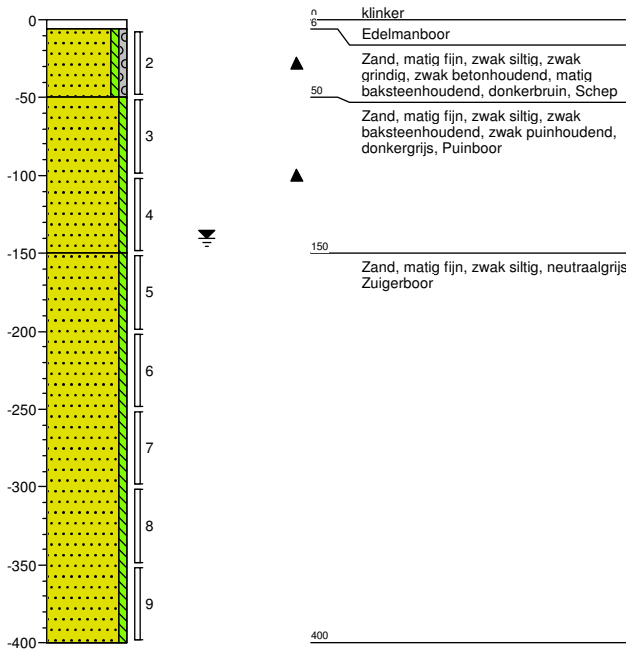 0
klinker
6
Edelmanboor
Zand, matig fijn, zwak siltig, zwak
grindig, zwak betonhoudend, matig
baksteenhoudend, donkerbruin, Schep
50
Zand, matig fijn, zwak siltig, zwak
baksteenhoudend, zwak puinhoudend,
donkergrijs, Puinboor
150
Zand, matig fijn, zwak siltig, neutraalgrijs
Zuigerboor
400
0
-50
-100
-150
-200
-250
-300
-350
-400
2
3
4
5
6
7
8
9